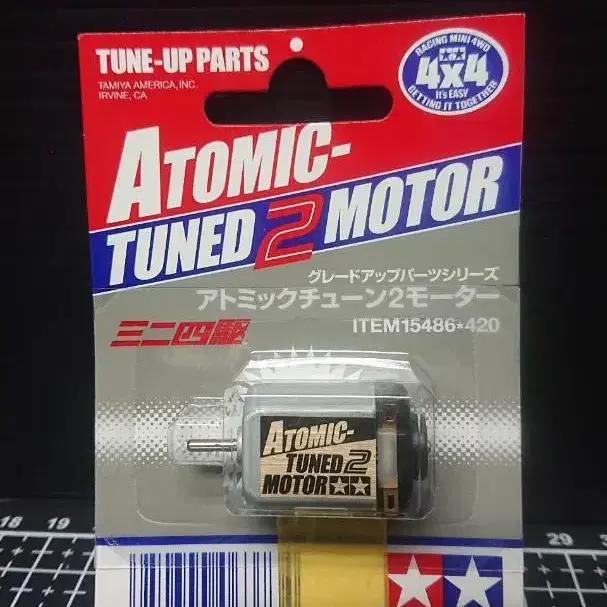 TUNE-UP PARTS
TAMIYA AMERICA, INC.
IRVINE, CA
RACING MINI 4WD
4x4
It's EASY
GETTING IT TOGETHER
ATOMIC-
TUNED 2 MOTOR
グレードアップパーツシリーズ
アトミックチューン2モーター
ミニ四駆
ITEM15486★420
ATOMIC-
TUNED 2
MOTOR
18 19
29